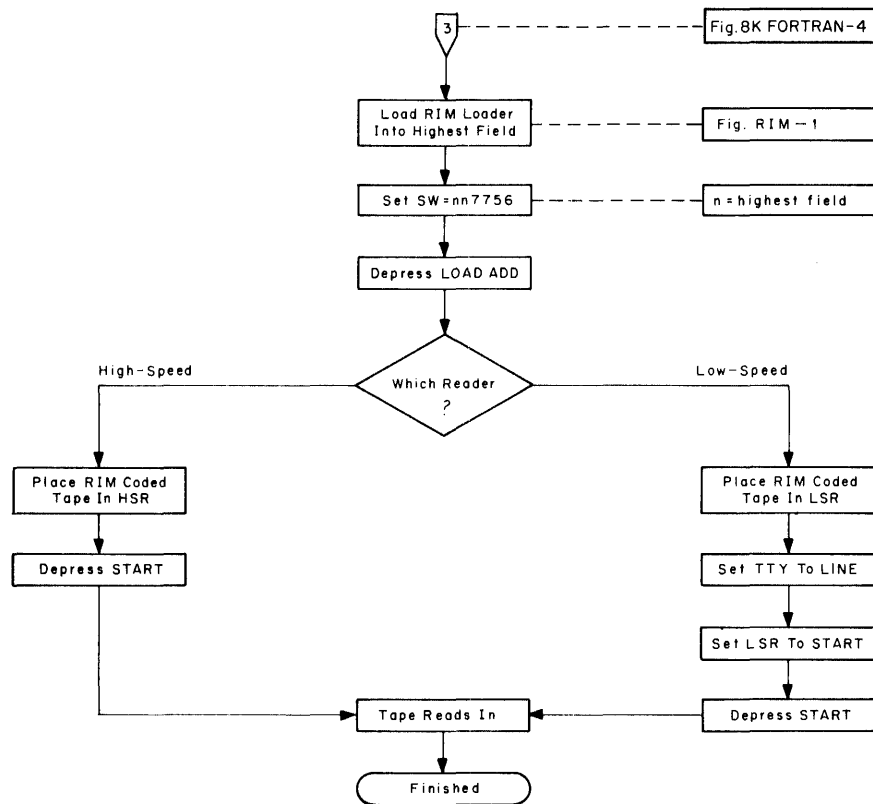 3
Fig.8K FORTRAN-4
Load RIM Loader
Into Highest Field
Fig. RIM-1
Set SW=nn7756
n=highest field
Depress LOAD ADD
Which Reader
?
High-Speed
Low-Speed
Place RIM Coded
Tape In HSR
Place RIM Coded
Tape In LSR
Depress START
Set TTY To LINE
Set LSR To START
Tape Reads In
Depress START
Finished